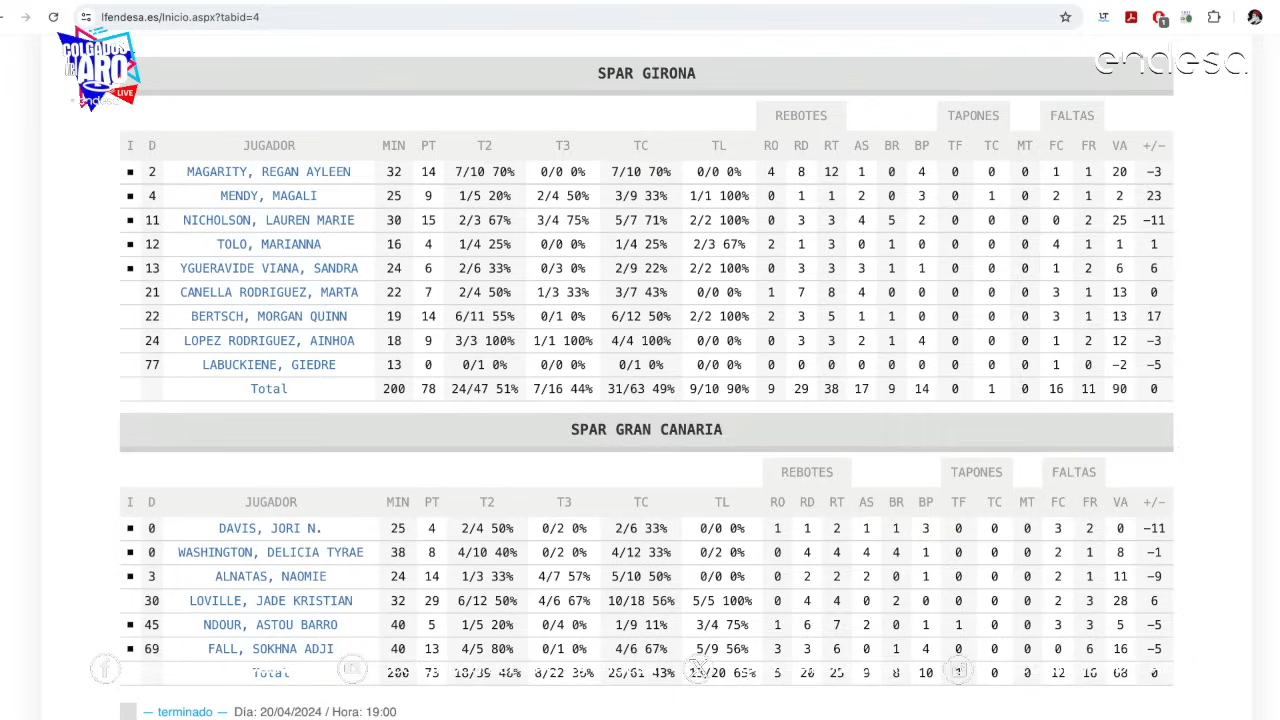 lfendesa.es/Inicio.aspx?tabid=4
COLGADOS
DEL
ARO
LIVE
endesa
endesa
SPAR GIRONA
REBOTES TAPONES FALTAS
I D JUGADOR MIN PT T2 T3 TC TL RO RD RT AS BR BP TF TC MT FC FR VA +/-
2 MAGARITY, REGAN AYLEEN 32 14 7/10 70% 0/0 0% 7/10 70% 0/0 0% 4 8 12 1 0 4 0 0 0 1 1 20 -3
4 MENDY, MAGALI 25 9 1/5 20% 2/4 50% 3/9 33% 1/1 100% 0 1 1 2 0 3 0 1 0 2 1 2 23
11 NICHOLSON, LAUREN MARIE 30 15 2/3 67% 3/4 75% 5/7 71% 2/2 100% 0 3 3 4 5 2 0 0 0 0 2 25 -11
12 TOLO, MARIANNA 16 4 1/4 25% 0/0 0% 1/4 25% 2/3 67% 2 1 3 0 1 0 0 0 0 4 1 1 1
13 YGUERAVIDE VIANA, SANDRA 24 6 2/6 33% 0/3 0% 2/9 22% 2/2 100% 0 3 3 3 1 1 0 0 0 1 2 6 6
21 CANELLA RODRIGUEZ, MARTA 22 7 2/4 50% 1/3 33% 3/7 43% 0/0 0% 1 7 8 4 0 0 0 0 0 3 1 13 0
22 BERTSCH, MORGAN QUINN 19 14 6/11 55% 0/1 0% 6/12 50% 2/2 100% 2 3 5 1 1 0 0 0 0 3 1 13 17
24 LOPEZ RODRIGUEZ, AINHOA 18 9 3/3 100% 1/1 100% 4/4 100% 0/0 0% 0 3 3 2 1 4 0 0 0 1 2 12 -3
77 LABUCKIENE, GIEDRE 13 0 0/1 0% 0/0 0% 0/1 0% 0/0 0% 0 0 0 0 0 0 0 0 0 1 0 -2 -5
Total 200 78 24/47 51% 7/16 44% 31/63 49% 9/10 90% 9 29 38 17 9 14 0 1 0 16 11 90 0
SPAR GRAN CANARIA
REBOTES TAPONES FALTAS
I D JUGADOR MIN PT T2 T3 TC TL RO RD RT AS BR BP TF TC MT FC FR VA +/-
0 DAVIS, JORI N. 25 4 2/4 50% 0/2 0% 2/6 33% 0/0 0% 1 1 2 1 1 3 0 0 0 3 2 0 -11
0 WASHINGTON, DELICIA TYRAE 38 8 4/10 40% 0/2 0% 4/12 33% 0/2 0% 0 4 4 4 4 1 0 0 0 2 1 8 -1
3 ALNATAS, NAOMIE 24 14 1/3 33% 4/7 57% 5/10 50% 0/0 0% 0 2 2 2 0 1 0 0 0 2 1 11 -9
30 LOVILLE, JADE KRISTIAN 32 29 6/12 50% 4/6 67% 10/18 56% 5/5 100% 0 4 4 0 2 0 0 0 0 2 3 28 6
45 NDOUR, ASTOU BARRO 40 5 1/5 20% 0/4 0% 1/9 11% 3/4 75% 1 6 7 2 0 1 1 0 0 3 3 5 -5
69 FALL, SOKHNA ADJI 40 13 4/5 80% 0/1 0% 4/6 67% 5/9 56% 3 3 6 0 1 4 0 0 0 0 6 16 -5
Total 200 73 18/39 46% 8/22 36% 26/61 43% 13/20 65% 5 20 25 9 8 10 1 0 0 12 16 68 0
— terminado — Día: 20/04/2024 / Hora: 19:00